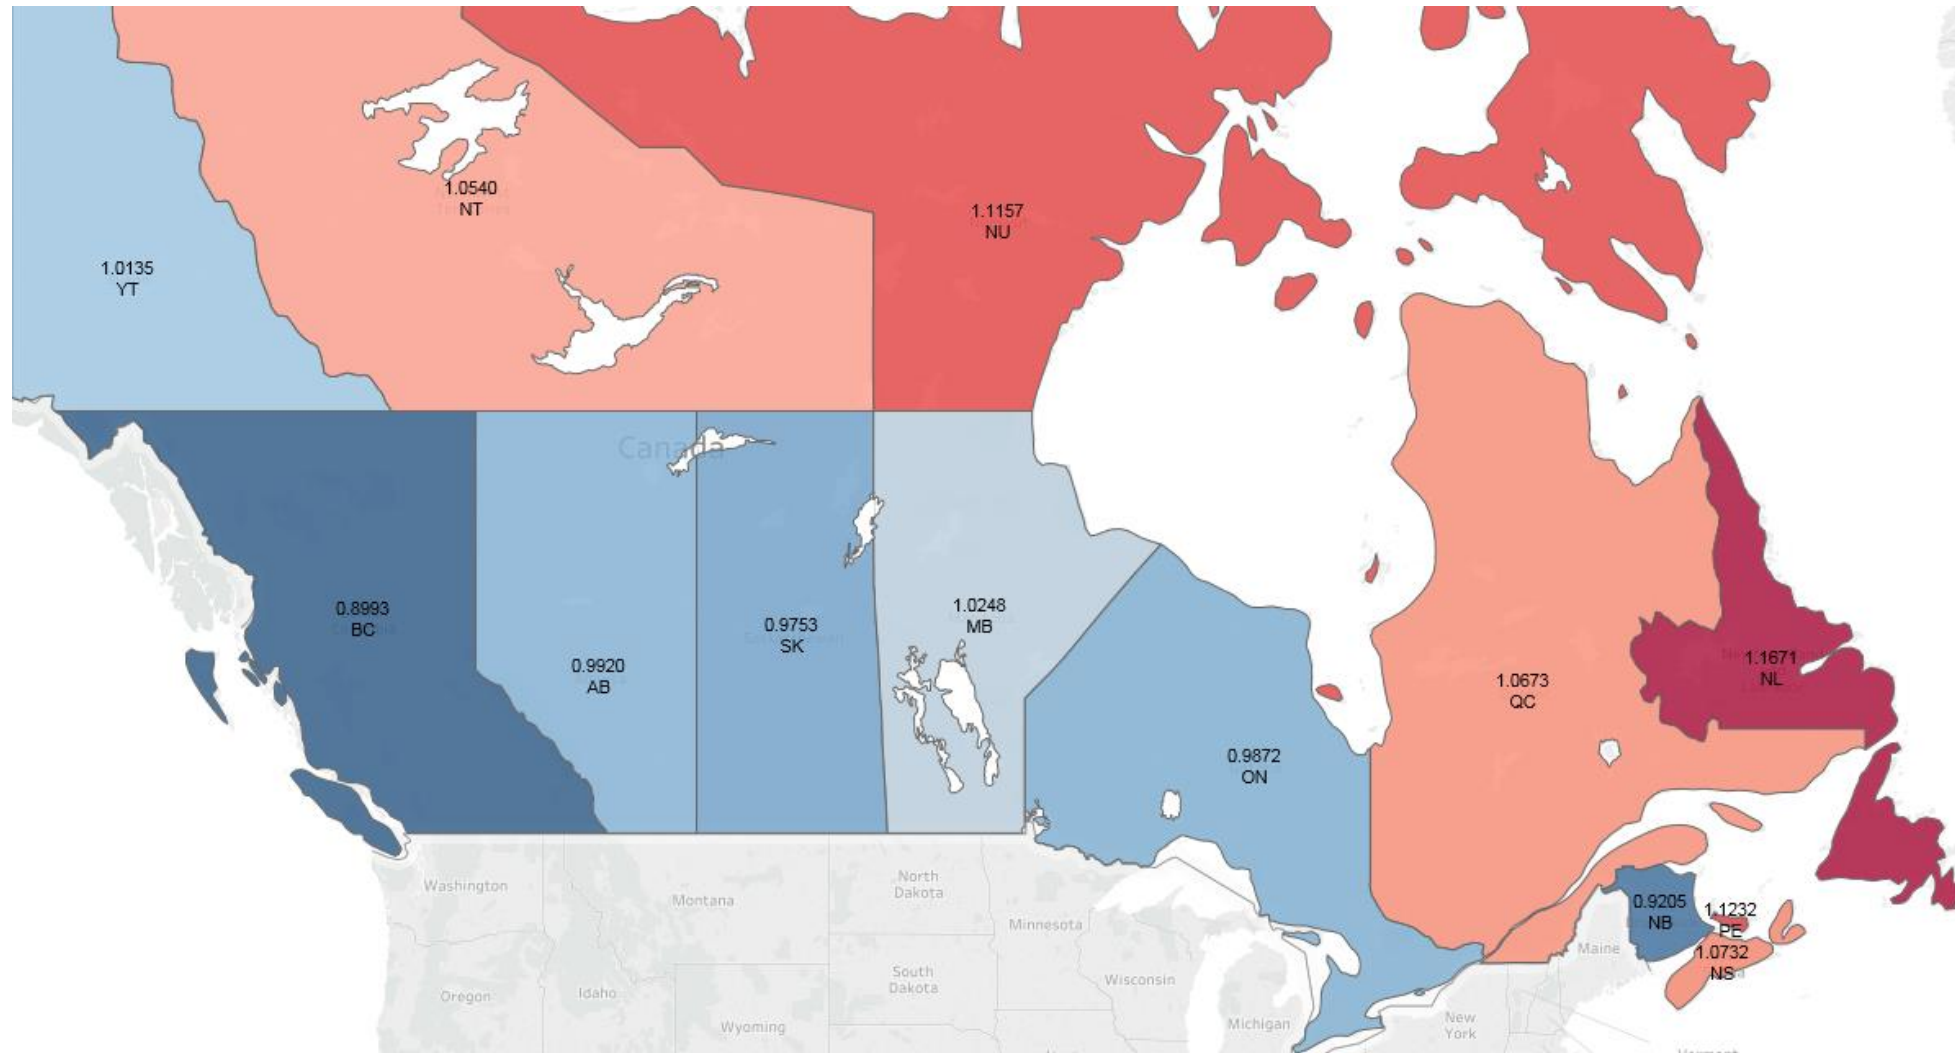 1.0540
NT
1.1157
NU
1.0135
YT
Canada
0.8993
BC
0.9920
AB
0.9753
SK
1.0248
MB
1.0673
QC
1.1671
NL
0.9872
ON
Washington
Montana
North
Dakota
Minnesota
0.9205
NB
1.1232
PE
1.0732
NS
Maine
Oregon
Idaho
South
Dakota
Wisconsin
Wyoming
Michigan
New
York